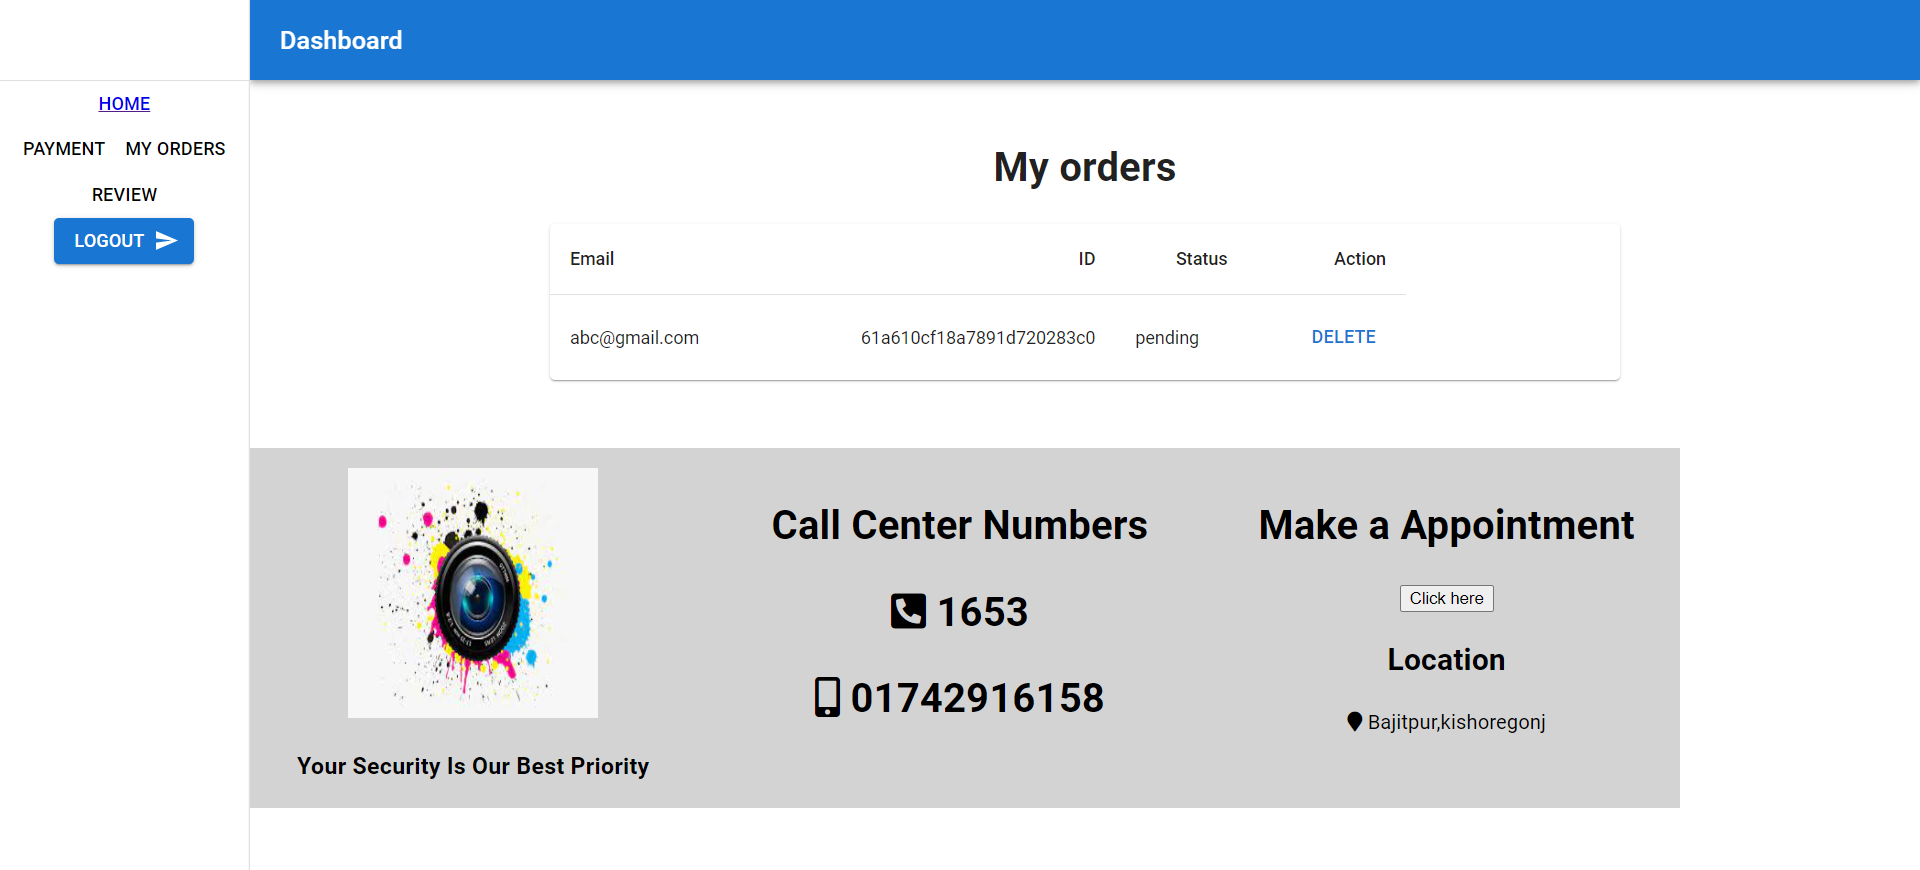 Dashboard
HOME
PAYMENT MY ORDERS
REVIEW
LOGOUT
My orders
Email ID Status Action
abc@gmail.com 61a610cf18a7891d720283c0 pending DELETE
Your Security Is Our Best Priority
Call Center Numbers
1653
01742916158
Make a Appointment
Click here
Location
Bajitpur,kishoregonj